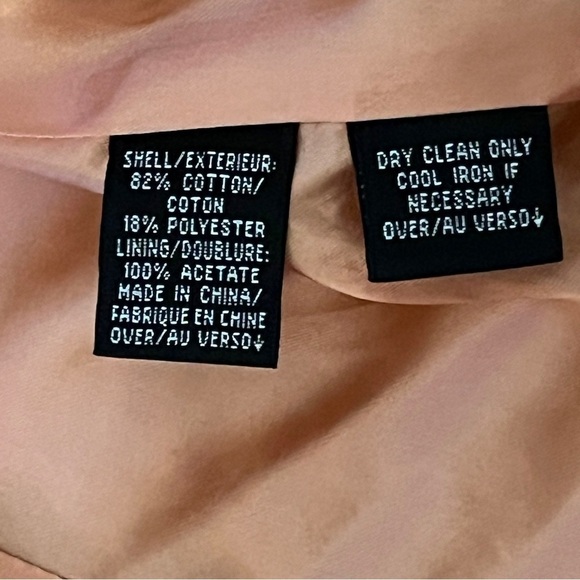 SHELL/EXTERIEUR:
82% COTTON/
COTON
18% POLYESTER
LINING/DOUBLURE:
100% ACETATE
MADE IN CHINA/
FABRIQUE EN CHINE
OVER/AU VERSO↓
DRY CLEAN ONLY
COOL IRON IF
NECESSARY
OVER/AU VERSO↓